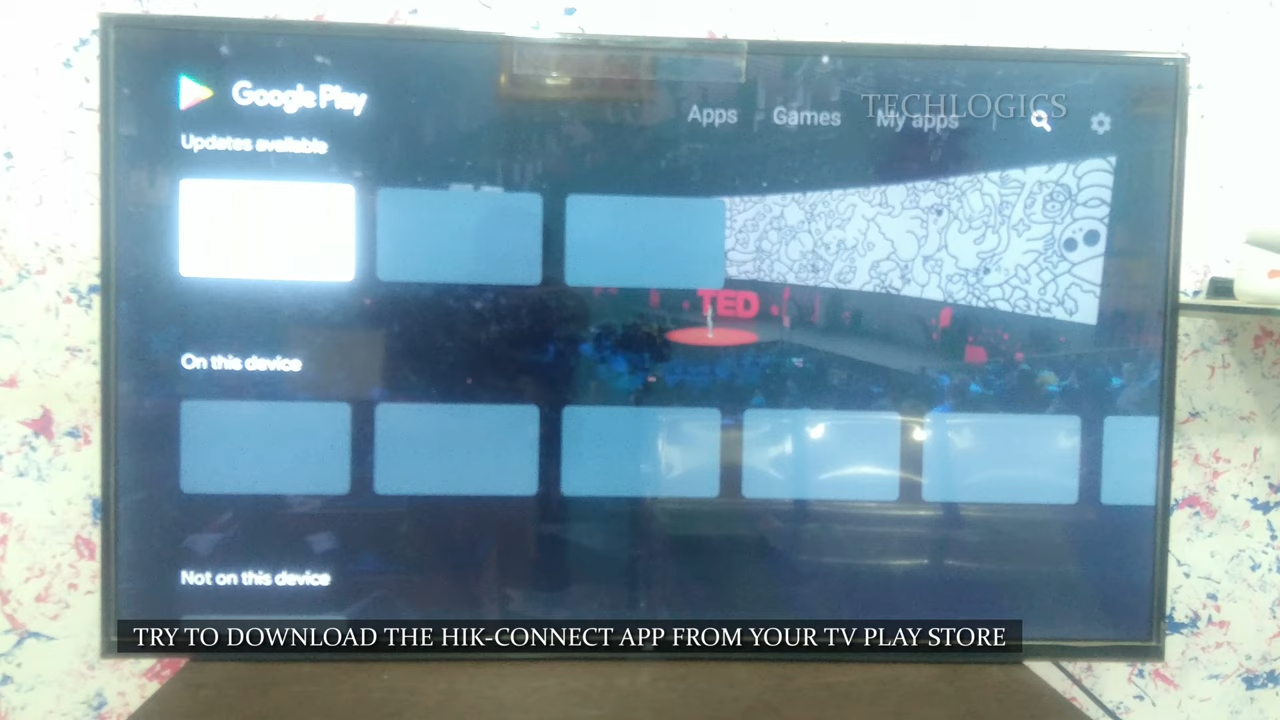 Google Play
Apps Games My apps
TECHLOGICS
Updates available
TED
On this device
Not on this device
TRY TO DOWNLOAD THE HIK-CONNECT APP FROM YOUR TV PLAY STORE